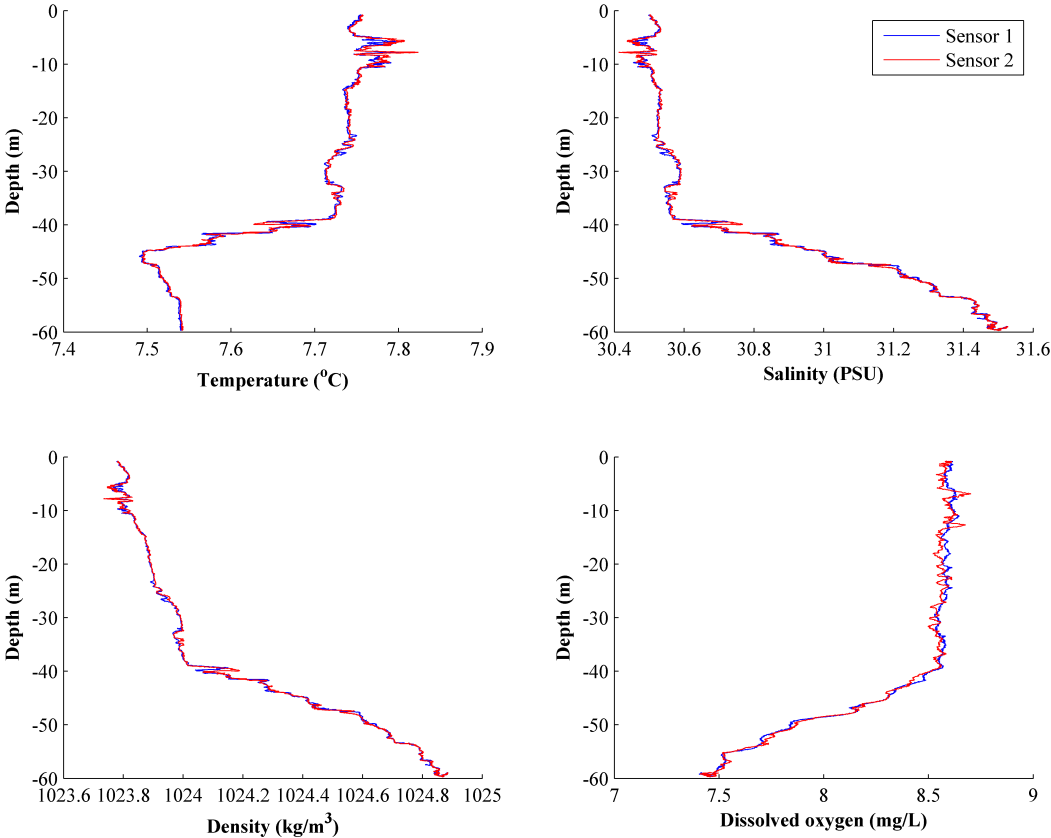 0
-10
-20
-30
-40
-50
-60
Depth (m)
7.4 7.5 7.6 7.7 7.8 7.9
Temperature (°C)
0
-10
-20
-30
-40
-50
-60
Depth (m)
Sensor 1
Sensor 2
30.4 30.6 30.8 31 31.2 31.4 31.6
Salinity (PSU)
0
-10
-20
-30
-40
-50
-60
Depth (m)
1023.6 1023.8 1024 1024.2 1024.4 1024.6 1024.8 1025
Density (kg/m³)
0
-10
-20
-30
-40
-50
-60
Depth (m)
7 7.5 8 8.5 9
Dissolved oxygen (mg/L)